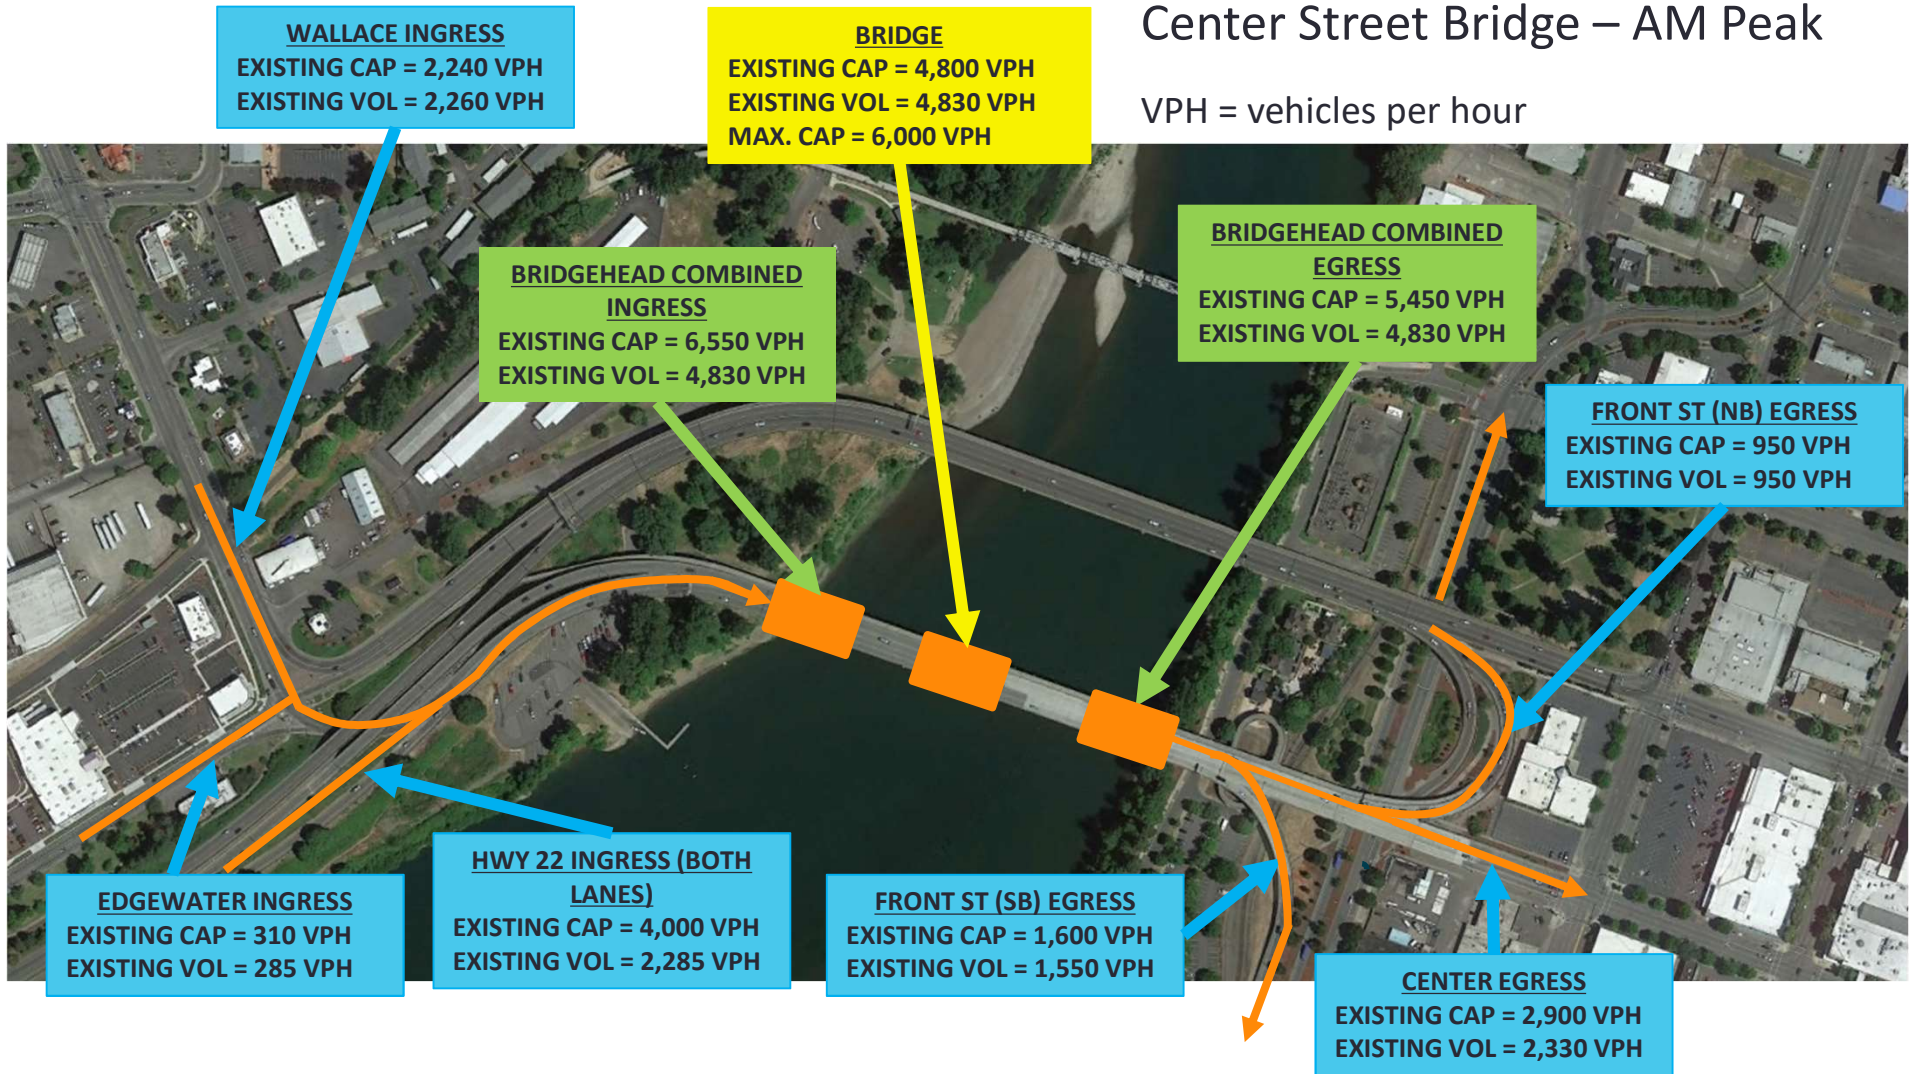 Center Street Bridge – AM Peak
VPH = vehicles per hour
WALLACE INGRESS
EXISTING CAP = 2,240 VPH
EXISTING VOL = 2,260 VPH
BRIDGE
EXISTING CAP = 4,800 VPH
EXISTING VOL = 4,830 VPH
MAX. CAP = 6,000 VPH
BRIDGEHEAD COMBINED
INGRESS
EXISTING CAP = 6,550 VPH
EXISTING VOL = 4,830 VPH
BRIDGEHEAD COMBINED
EGRESS
EXISTING CAP = 5,450 VPH
EXISTING VOL = 4,830 VPH
FRONT ST (NB) EGRESS
EXISTING CAP = 950 VPH
EXISTING VOL = 950 VPH
EDGEWATER INGRESS
EXISTING CAP = 310 VPH
EXISTING VOL = 285 VPH
HWY 22 INGRESS (BOTH
LANES)
EXISTING CAP = 4,000 VPH
EXISTING VOL = 2,285 VPH
FRONT ST (SB) EGRESS
EXISTING CAP = 1,600 VPH
EXISTING VOL = 1,550 VPH
CENTER EGRESS
EXISTING CAP = 2,900 VPH
EXISTING VOL = 2,330 VPH